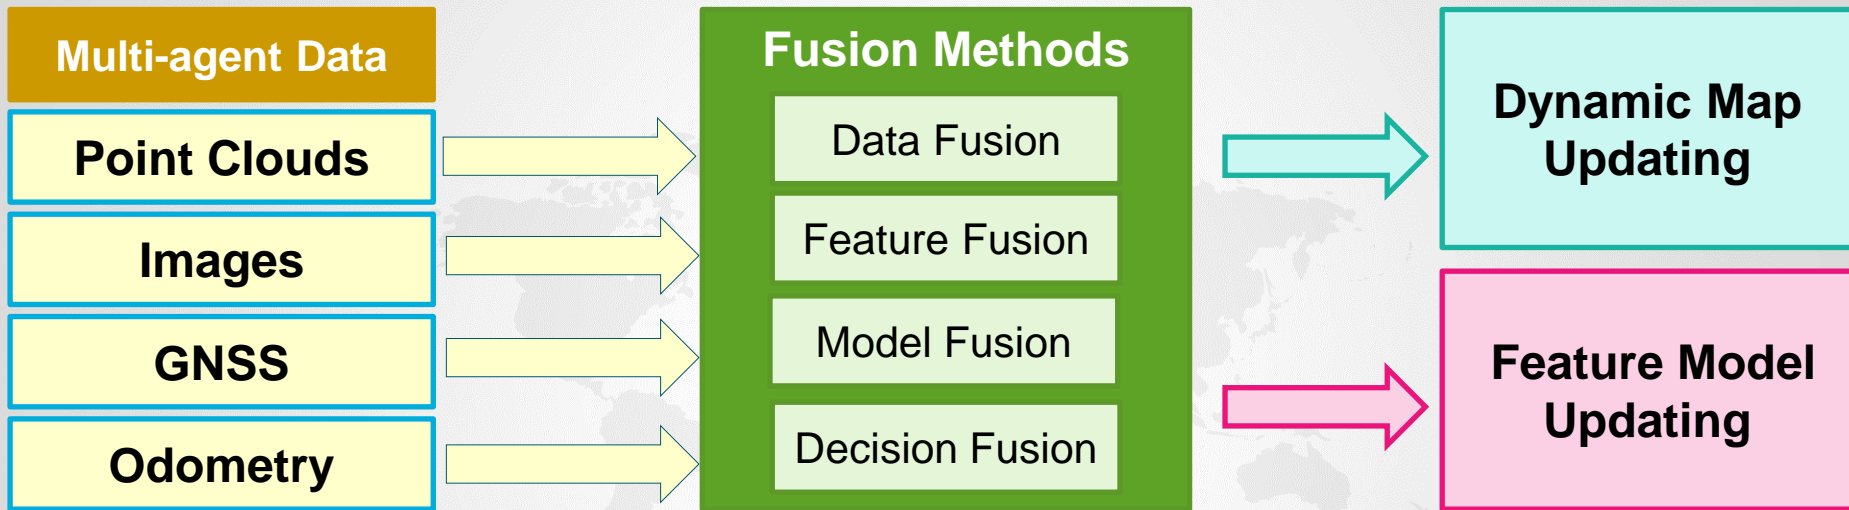 Multi-agent Data
Point Clouds
Images
GNSS
Odometry
Fusion Methods
Data Fusion
Feature Fusion
Model Fusion
Decision Fusion
Dynamic Map
Updating
Feature Model
Updating